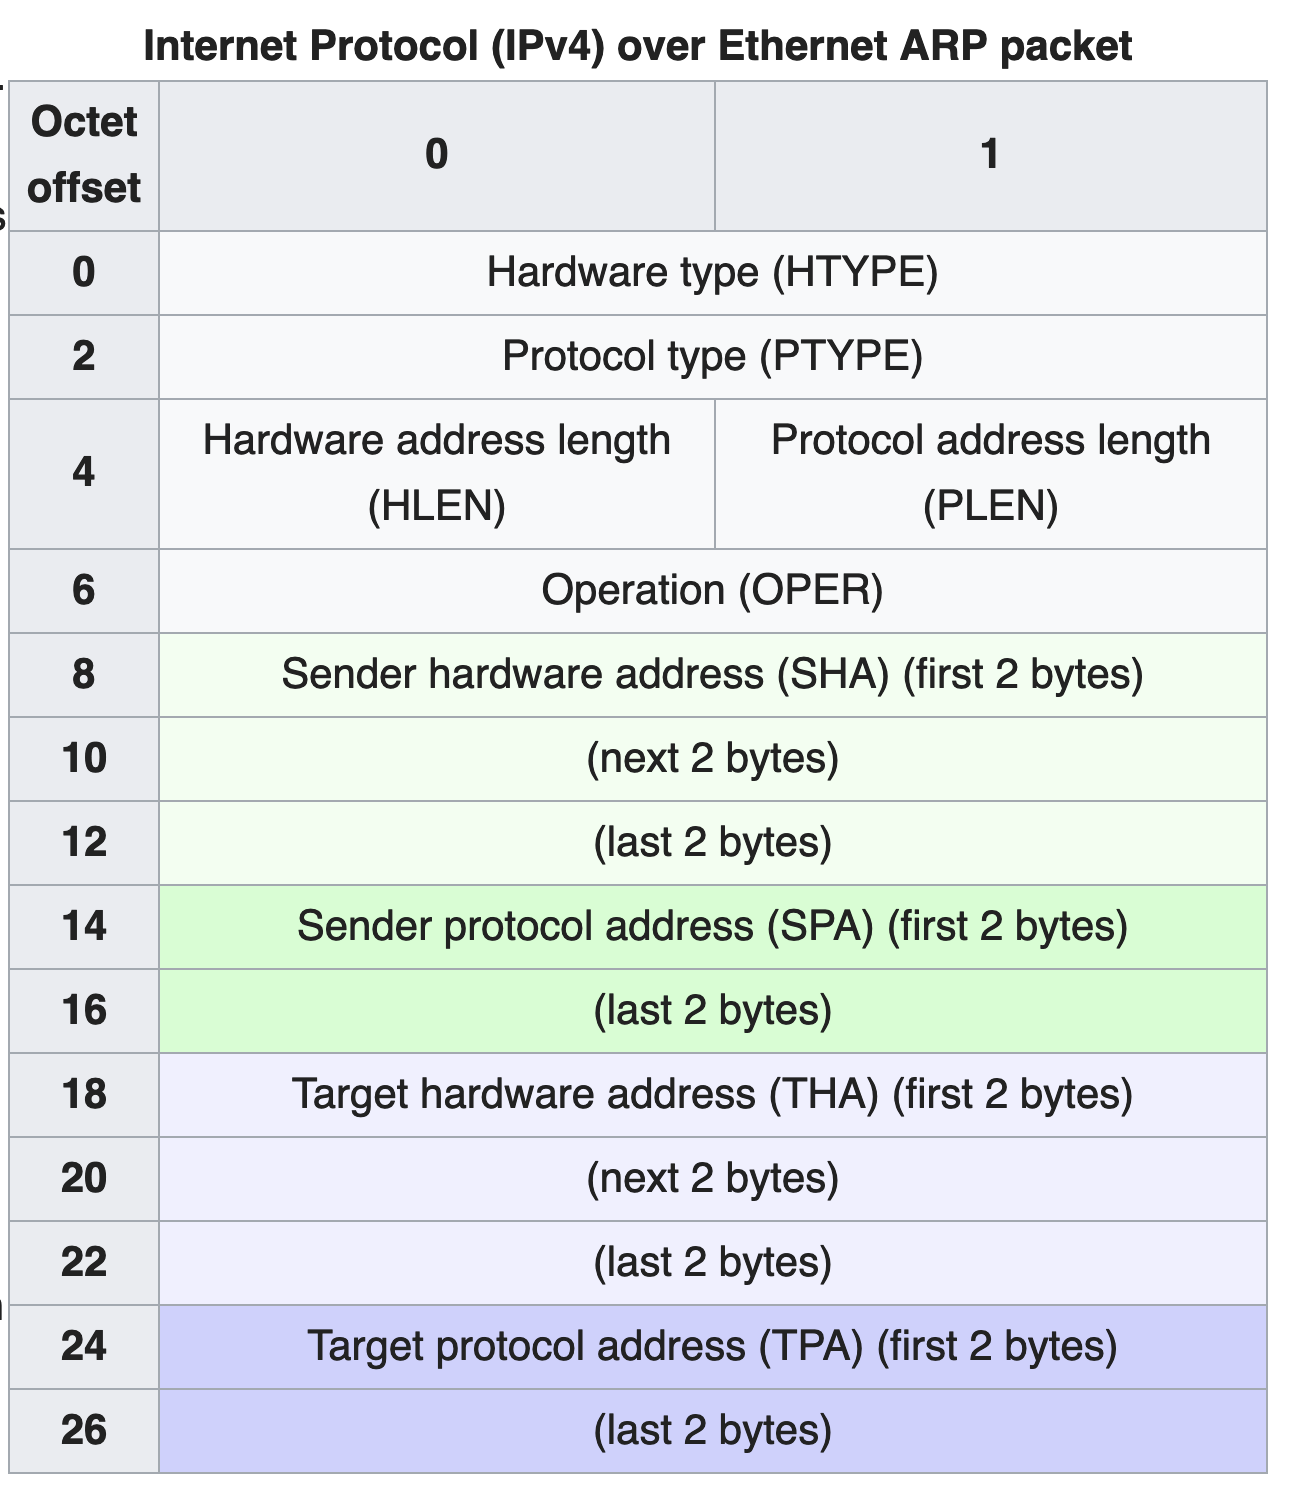 Internet Protocol (IPv4) over Ethernet ARP packet
Octet offset 0 1
0 Hardware type (HTYPE)
2 Protocol type (PTYPE)
4 Hardware address length (HLEN) Protocol address length (PLEN)
6 Operation (OPER)
8 Sender hardware address (SHA) (first 2 bytes)
10 (next 2 bytes)
12 (last 2 bytes)
14 Sender protocol address (SPA) (first 2 bytes)
16 (last 2 bytes)
18 Target hardware address (THA) (first 2 bytes)
20 (next 2 bytes)
22 (last 2 bytes)
24 Target protocol address (TPA) (first 2 bytes)
26 (last 2 bytes)